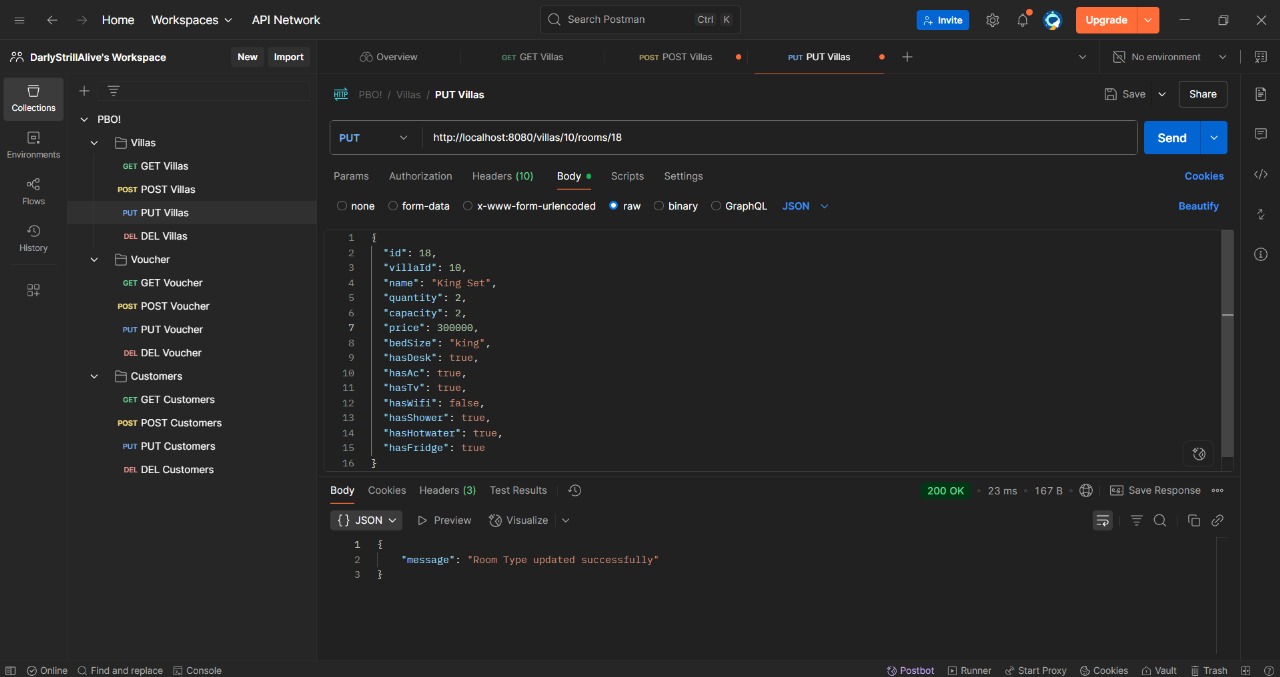 Home Workspaces API Network Search Postman Ctrl K Invite Upgrade
DarlyStrillAlive's Workspace New Import Overview GET GET Villas POST POST Villas PUT PUT Villas No environment
Collections
Environments
Flows
History
PBO!
Villas
GET GET Villas
POST POST Villas
PUT PUT Villas
DEL DEL Villas
Voucher
GET GET Voucher
POST POST Voucher
PUT PUT Voucher
DEL DEL Voucher
Customers
GET GET Customers
POST POST Customers
PUT PUT Customers
DEL DEL Customers
HTTP PBO! / Villas / PUT Villas Save Share
PUT http://localhost:8080/villas/10/rooms/18 Send
Params Authorization Headers (10) Body Scripts Settings Cookies
none form-data x-www-form-urlencoded raw binary GraphQL JSON Beautify
1 {
2 "id": 18,
3 "villaId": 10,
4 "name": "King Set",
5 "quantity": 2,
6 "capacity": 2,
7 "price": 300000,
8 "bedSize": "king",
9 "hasDesk": true,
10 "hasAc": true,
11 "hasTv": true,
12 "hasWifi": false,
13 "hasShower": true,
14 "hasHotwater": true,
15 "hasFridge": true
16 }
Body Cookies Headers (3) Test Results 200 OK 23 ms 167 B Save Response
{} JSON Preview Visualize
1 {
2 "message": "Room Type updated successfully"
3 }
Online Find and replace Console Postbot Runner Start Proxy Cookies Vault Trash